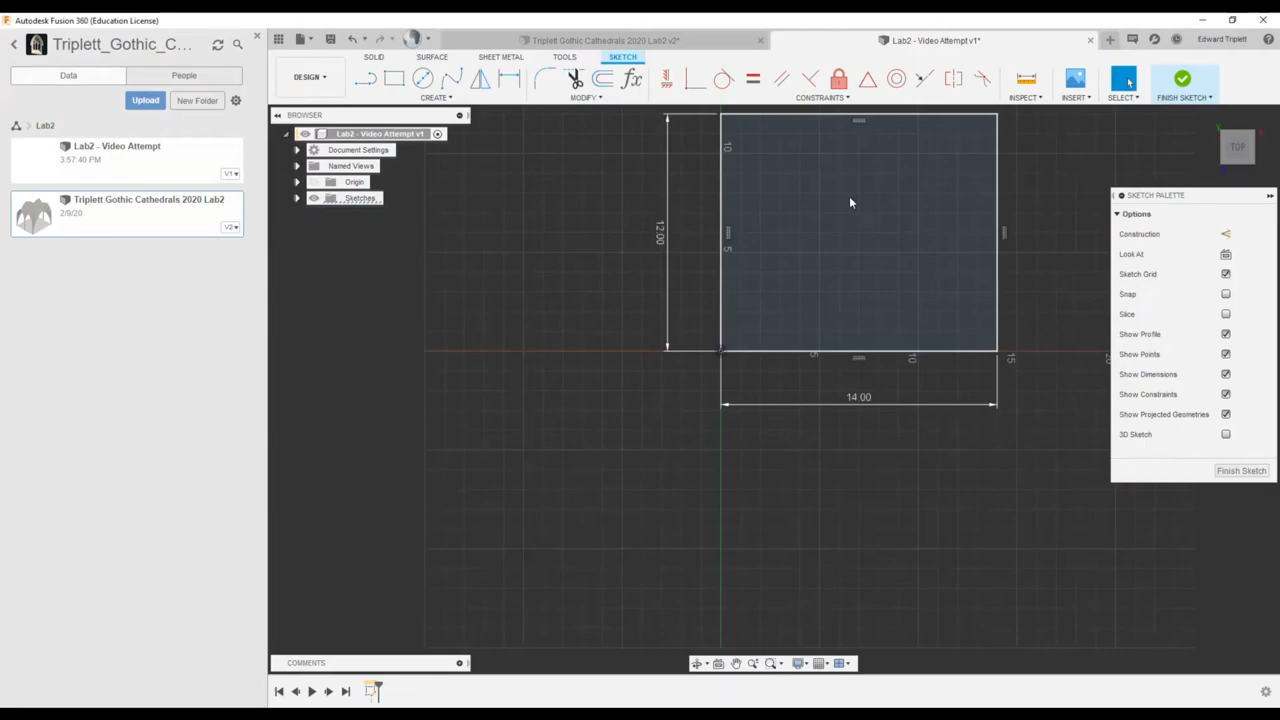 Autodesk Fusion 360 (Education License)
Triplett_Gothic_C...
Data
People
Upload
New Folder
Lab2
Lab2 - Video Attempt
3:57:40 PM
V1
Triplett Gothic Cathedrals 2020 Lab2
2/9/20
V2
Triplett Gothic Cathedrals 2020 Lab2 v2*
Lab2 - Video Attempt v1*
Edward Triplett
SOLID
SURFACE
SHEET METAL
TOOLS
SKETCH
DESIGN
CREATE
MODIFY
CONSTRAINTS
INSPECT
INSERT
SELECT
FINISH SKETCH
BROWSER
Lab2 - Video Attempt v1
Document Settings
Named Views
Origin
Sketches
12.00
10
5
5
10
15
14.00
TOP
SKETCH PALETTE
Options
Construction
Look At
Sketch Grid
Snap
Slice
Show Profile
Show Points
Show Dimensions
Show Constraints
Show Projected Geometries
3D Sketch
Finish Sketch
COMMENTS